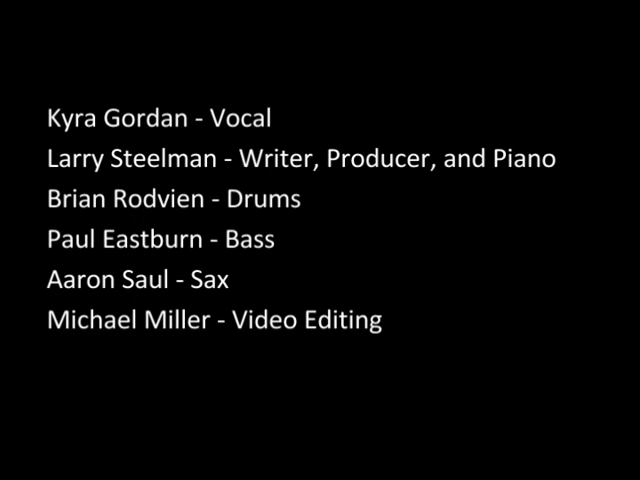 Kyra Gordan - Vocal
Larry Steelman - Writer, Producer, and Piano
Brian Rodvien - Drums
Paul Eastburn - Bass
Aaron Saul - Sax
Michael Miller - Video Editing